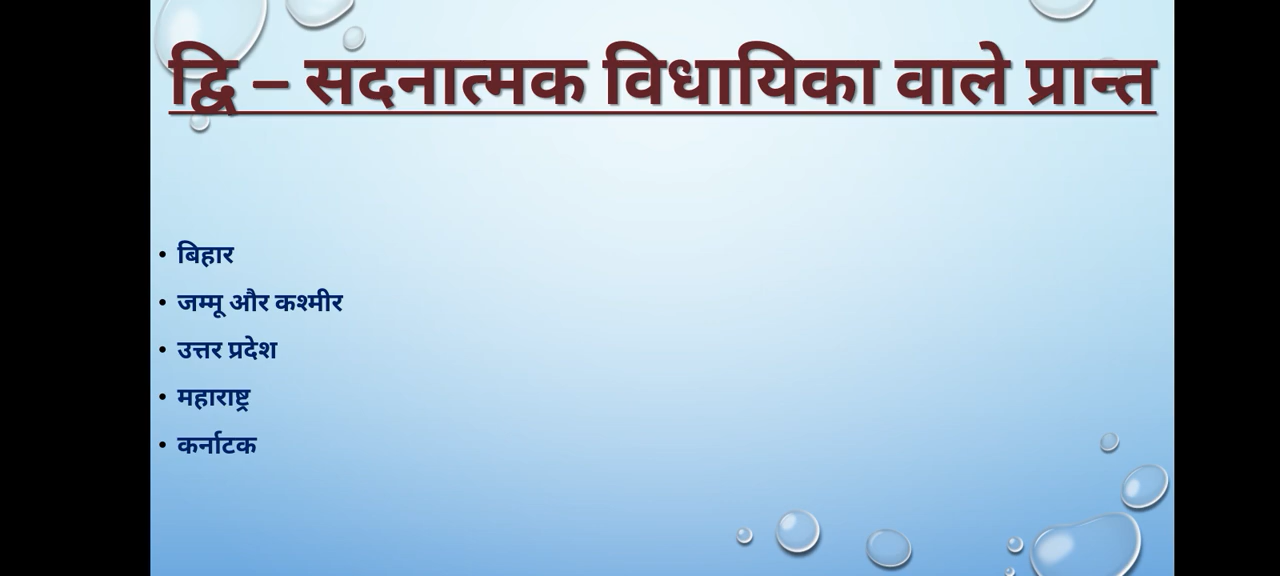 द्वि – सदनात्मक विधायिका वाले प्रान्त
• बिहार
• जम्मू और कश्मीर
• उत्तर प्रदेश
• महाराष्ट्र
• कर्नाटक